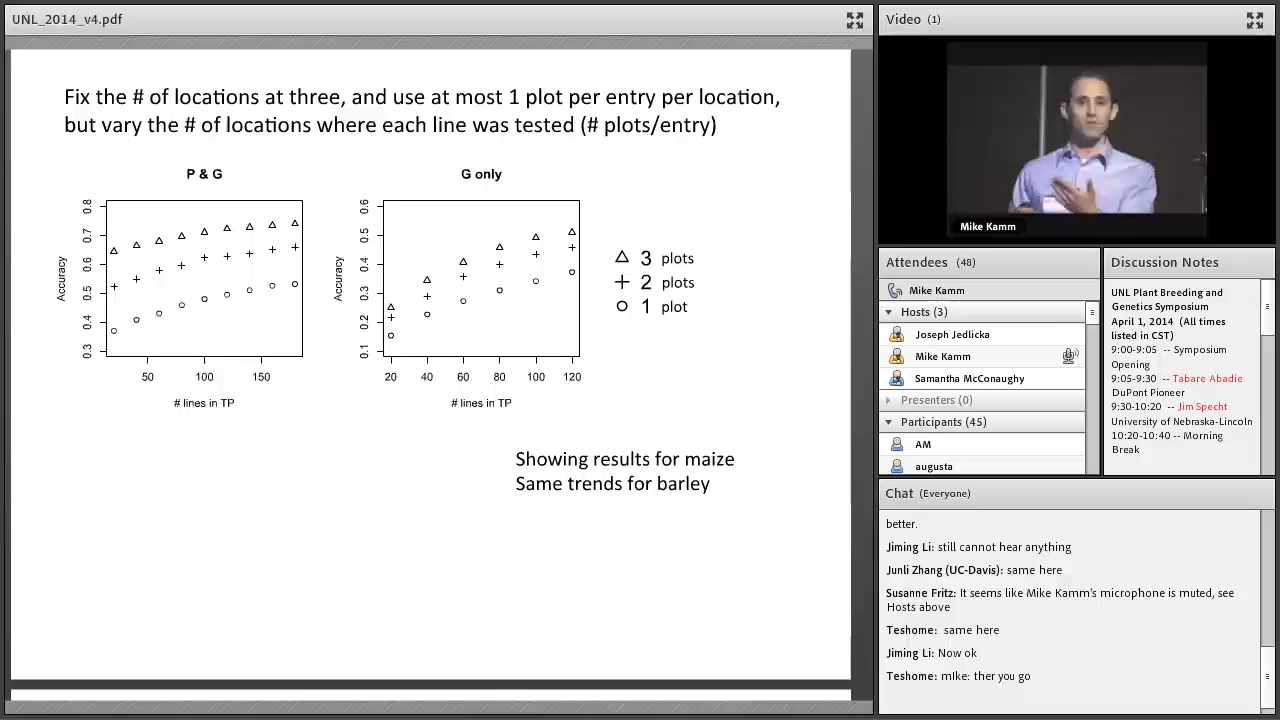 UNL_2014_v4.pdf
Fix the # of locations at three, and use at most 1 plot per entry per location,
but vary the # of locations where each line was tested (# plots/entry)
P & G
Accuracy
0.8
0.7
0.6
0.5
0.4
0.3
50 100 150
# lines in TP
G only
Accuracy
0.6
0.5
0.4
0.3
0.2
0.1
20 40 60 80 100 120
# lines in TP
3 plots
2 plots
1 plot
Showing results for maize
Same trends for barley
Video (1)
Mike Kamm
Attendees (48)
Mike Kamm
Hosts (3)
Joseph Jedlicka
Mike Kamm
Samantha McConaughy
Presenters (0)
Participants (45)
AM
augusta
Discussion Notes
UNL Plant Breeding and
Genetics Symposium
April 1, 2014 (All times
listed in CST)
9:00-9:05 -- Symposium
Opening
9:05-9:30 -- Tabare Abadie
DuPont Pioneer
9:30-10:20 -- Jim Specht
University of Nebraska-Lincoln
10:20-10:40 -- Morning
Break
Chat (Everyone)
better.
Jiming Li: still cannot hear anything
Junli Zhang (UC-Davis): same here
Susanne Fritz: It seems like Mike Kamm's microphone is muted, see
Hosts above
Teshome: same here
Jiming Li: Now ok
Teshome: mIke: ther you go